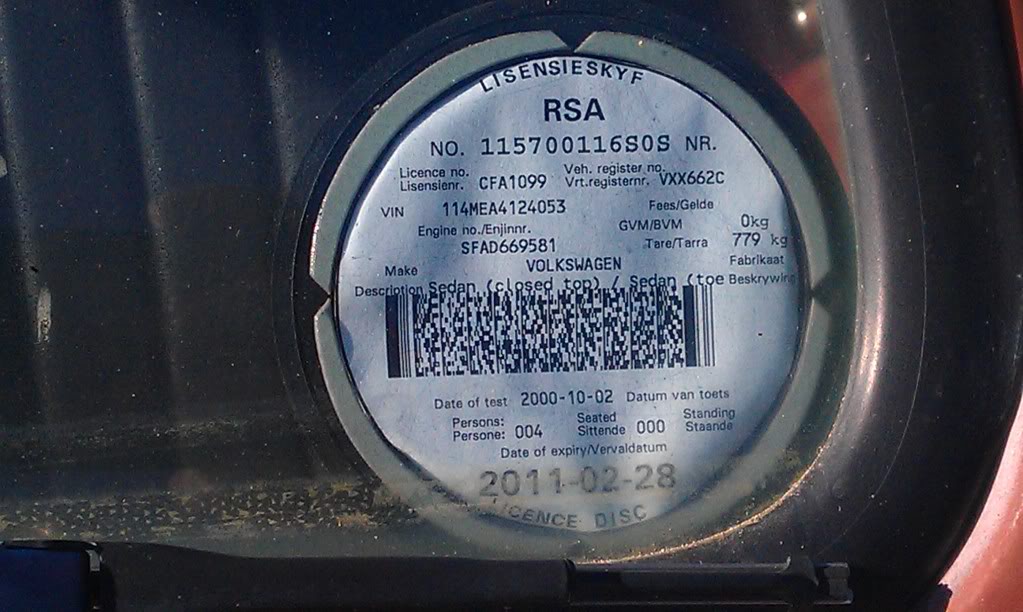 LISENSIESKYF
RSA
NO. 115700116S0S NR.
Licence no. Veh. register no.
Lisensienr. CFA1099 Vrt.registernr. VXX662C
VIN 114MEA4124053 Fees/Gelde
Engine no./Enjinnr. GVM/BVM 0kg
SFAD669581 Tare/Tarra 779 kg
Make VOLKSWAGEN Fabrikaat
Description Sedan (closed top) / Sedan (toe Beskrywing
Date of test 2000-10-02 Datum van toets
Persons: Seated Standing
Persone: 004 Sittende 000 Staande
Date of expiry/Vervaldatum
2011-02-28
LICENCE DISC